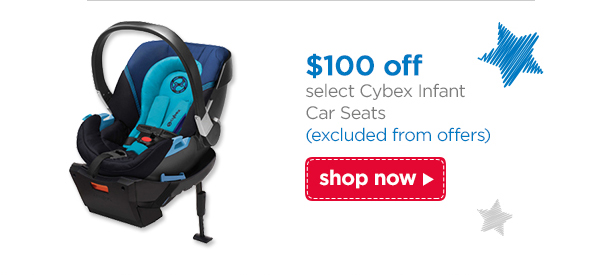 $100 off
select Cybex Infant
Car Seats
(excluded from offers)
shop now